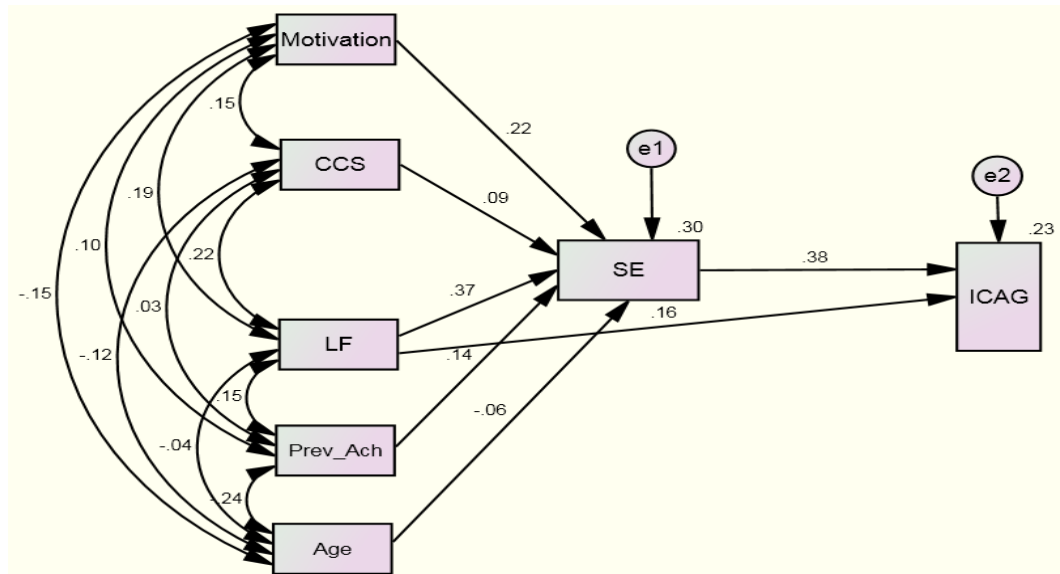 Motivation
.15
.22
e1
CCS
e2
.09
.19
.30
.23
.10
.22
SE
.38
-.15
.03
.37
ICAG
.16
LF
-.12
.14
.15
-.06
-.04
Prev_Ach
-.24
Age